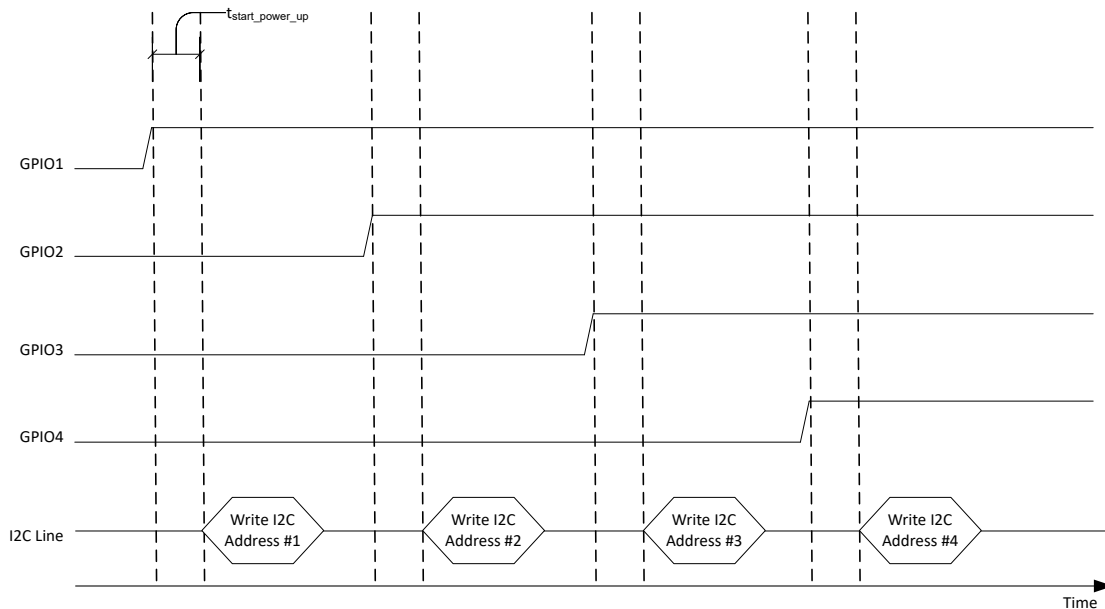 tstart_power_up
GPIO1
GPIO2
GPIO3
GPIO4
I2C Line
Write I2C
Address #1
Write I2C
Address #2
Write I2C
Address #3
Write I2C
Address #4
Time